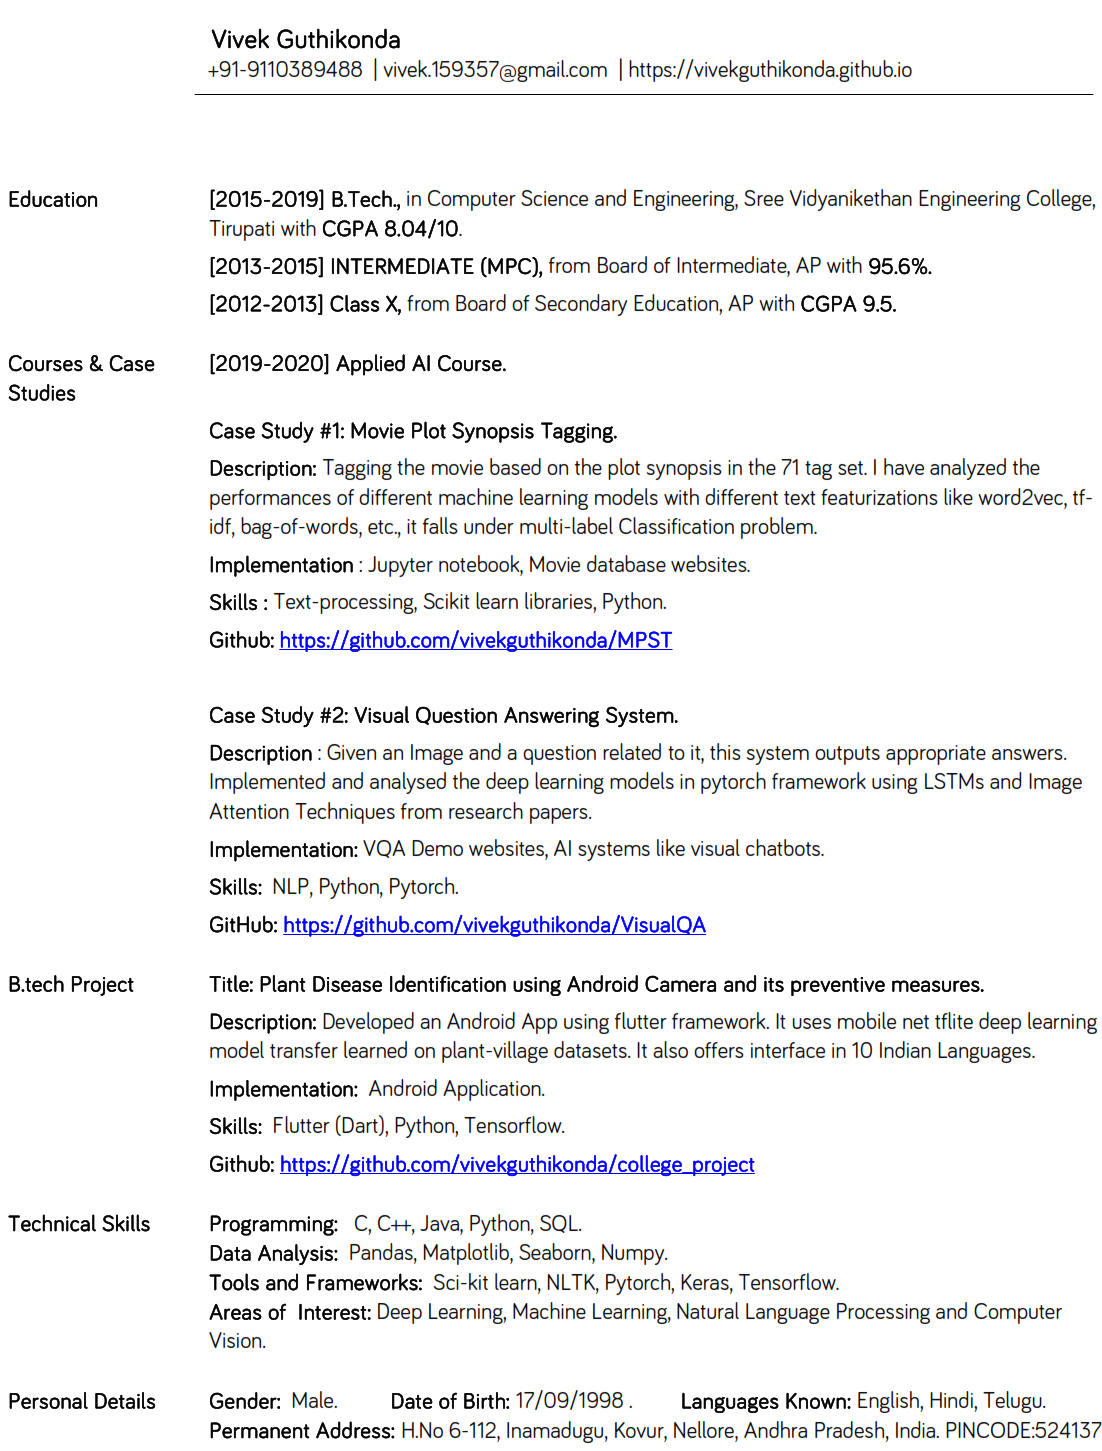 Vivek Guthikonda
+91-9110389488 | vivek.159357@gmail.com | https://vivekguthikonda.github.io
Education
[2015-2019] B.Tech., in Computer Science and Engineering, Sree Vidyanikethan Engineering College,
Tirupati with CGPA 8.04/10.
[2013-2015] INTERMEDIATE (MPC), from Board of Intermediate, AP with 95.6%.
[2012-2013] Class X, from Board of Secondary Education, AP with CGPA 9.5.
Courses & Case
Studies
[2019-2020] Applied AI Course.
Case Study #1: Movie Plot Synopsis Tagging.
Description: Tagging the movie based on the plot synopsis in the 71 tag set. I have analyzed the
performances of different machine learning models with different text featurizations like word2vec, tf-
idf, bag-of-words, etc., it falls under multi-label Classification problem.
Implementation : Jupyter notebook, Movie database websites.
Skills : Text-processing, Scikit learn libraries, Python.
Github: https://github.com/vivekguthikonda/MPST
Case Study #2: Visual Question Answering System.
Description : Given an Image and a question related to it, this system outputs appropriate answers.
Implemented and analysed the deep learning models in pytorch framework using LSTMs and Image
Attention Techniques from research papers.
Implementation: VQA Demo websites, AI systems like visual chatbots.
Skills: NLP, Python, Pytorch.
GitHub: https://github.com/vivekguthikonda/VisualQA
B.tech Project
Title: Plant Disease Identification using Android Camera and its preventive measures.
Description: Developed an Android App using flutter framework. It uses mobile net tflite deep learning
model transfer learned on plant-village datasets. It also offers interface in 10 Indian Languages.
Implementation: Android Application.
Skills: Flutter (Dart), Python, Tensorflow.
Github: https://github.com/vivekguthikonda/college_project
Technical Skills
Programming: C, C++, Java, Python, SQL.
Data Analysis: Pandas, Matplotlib, Seaborn, Numpy.
Tools and Frameworks: Sci-kit learn, NLTK, Pytorch, Keras, Tensorflow.
Areas of Interest: Deep Learning, Machine Learning, Natural Language Processing and Computer
Vision.
Personal Details
Gender: Male. Date of Birth: 17/09/1998 . Languages Known: English, Hindi, Telugu.
Permanent Address: H.No 6-112, Inamadugu, Kovur, Nellore, Andhra Pradesh, India. PINCODE:524137